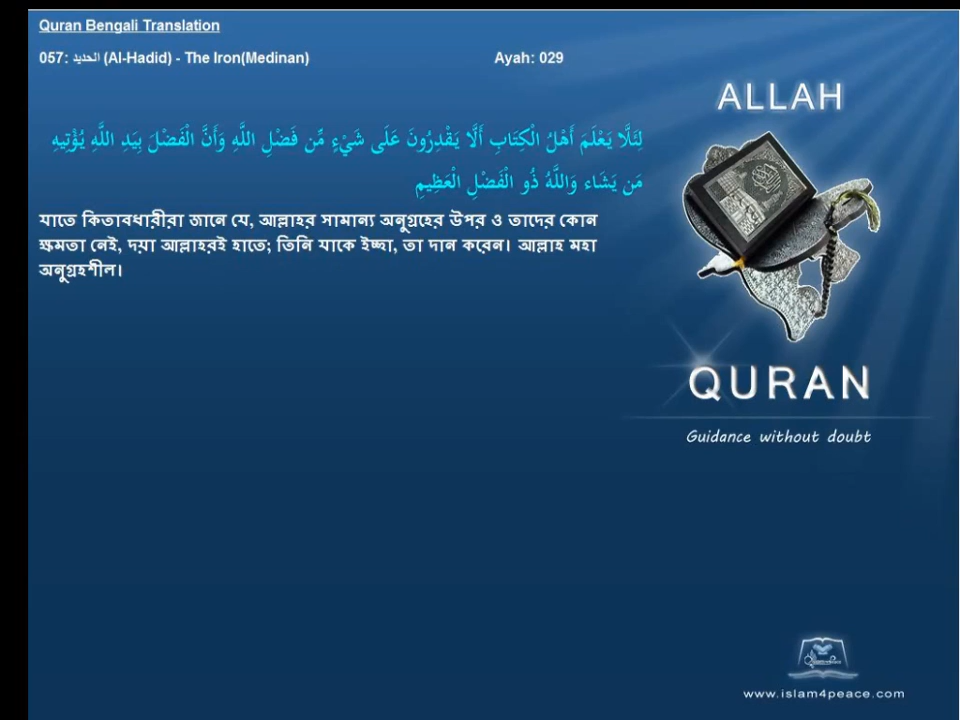 Quran Bengali Translation
057: الحديد (Al-Hadid) - The Iron(Medinan) Ayah: 029
لِئَلَّا يَعْلَمَ أَهْلُ الْكِتَابِ أَلَّا يَقْدِرُونَ عَلَى شَيْءٍ مِّن فَضْلِ اللَّهِ وَأَنَّ الْفَضْلَ بِيَدِ اللَّهِ يُؤْتِيهِ
مَن يَشَاء وَاللَّهُ ذُو الْفَضْلِ الْعَظِيمِ
যাতে কিতাবধারীরা জানে যে, আল্লাহর সামান্য অনুগ্রহের উপর ও তাদের কোন
ক্ষমতা নেই, দয়া আল্লাহরই হাতে; তিনি যাকে ইচ্ছা, তা দান করেন। আল্লাহ মহা
অনুগ্রহশীল।
ALLAH
QURAN
Guidance without doubt
www.islam4peace.com